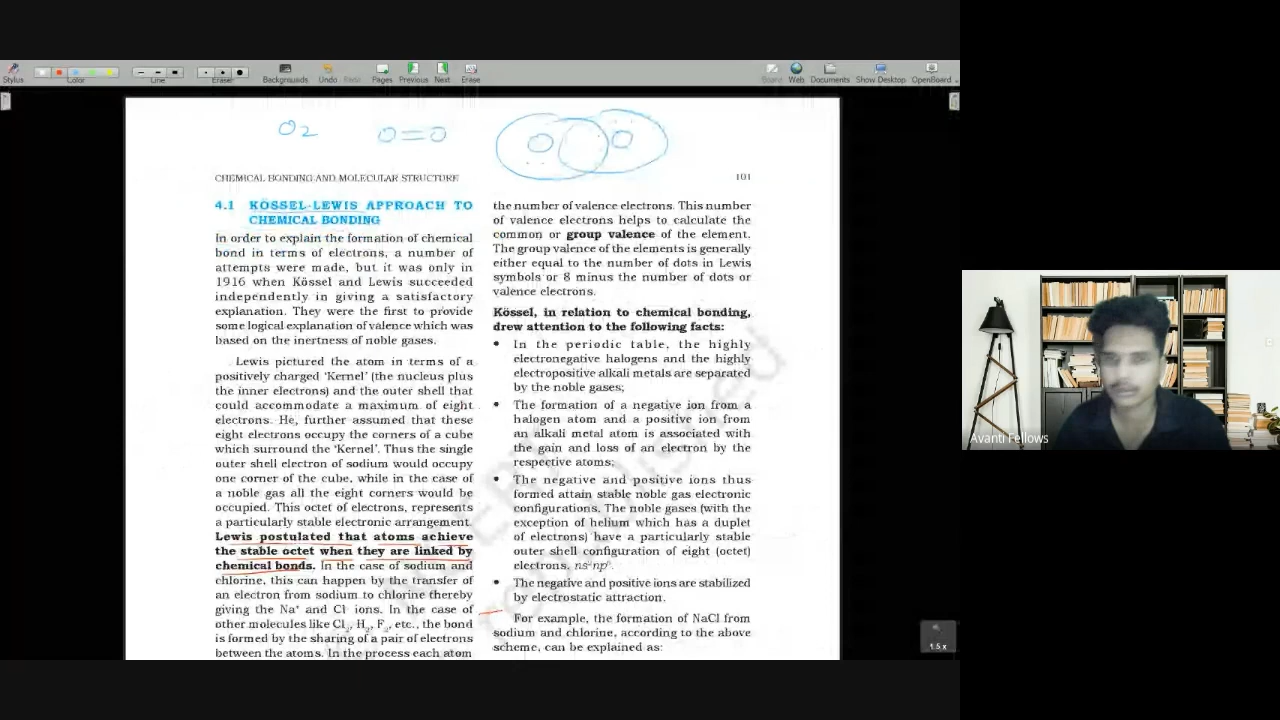 Stylus
Color
Line
Eraser
Backgrounds
Undo
Pages
Previous
Next
Erase
Board
Web
Documents
Show Desktop
OpenBoard
O2
O=O
O O
CHEMICAL BONDING AND MOLECULAR STRUCTURE
101
4.1 KÖSSEL-LEWIS APPROACH TO
CHEMICAL BONDING
In order to explain the formation of chemical
bond in terms of electrons, a number of
attempts were made, but it was only in
1916 when Kössel and Lewis succeeded
independently in giving a satisfactory
explanation. They were the first to provide
some logical explanation of valence which was
based on the inertness of noble gases.
Lewis pictured the atom in terms of a
positively charged 'Kernel' (the nucleus plus
the inner electrons) and the outer shell that
could accommodate a maximum of eight
electrons. He, further assumed that these
eight electrons occupy the corners of a cube
which surround the 'Kernel'. Thus the single
outer shell electron of sodium would occupy
one corner of the cube, while in the case of
a noble gas all the eight corners would be
occupied. This octet of electrons, represents
a particularly stable electronic arrangement.
Lewis postulated that atoms achieve
the stable octet when they are linked by
chemical bonds. In the case of sodium and
chlorine, this can happen by the transfer of
an electron from sodium to chlorine thereby
giving the Na⁺ and Cl⁻ ions. In the case of
other molecules like Cl₂, H₂, F₂, etc., the bond
is formed by the sharing of a pair of electrons
between the atoms. In the process each atom
the number of valence electrons. This number
of valence electrons helps to calculate the
common or group valence of the element.
The group valence of the elements is generally
either equal to the number of dots in Lewis
symbols or 8 minus the number of dots or
valence electrons.
Kössel, in relation to chemical bonding,
drew attention to the following facts:
• In the periodic table, the highly
electronegative halogens and the highly
electropositive alkali metals are separated
by the noble gases;
• The formation of a negative ion from a
halogen atom and a positive ion from
an alkali metal atom is associated with
the gain and loss of an electron by the
respective atoms;
• The negative and positive ions thus
formed attain stable noble gas electronic
configurations. The noble gases (with the
exception of helium which has a duplet
of electrons) have a particularly stable
outer shell configuration of eight (octet)
electrons, ns²np⁶.
• The negative and positive ions are stabilized
by electrostatic attraction.
For example, the formation of NaCl from
sodium and chlorine, according to the above
scheme, can be explained as:
1.5 x
Avanti Fellows